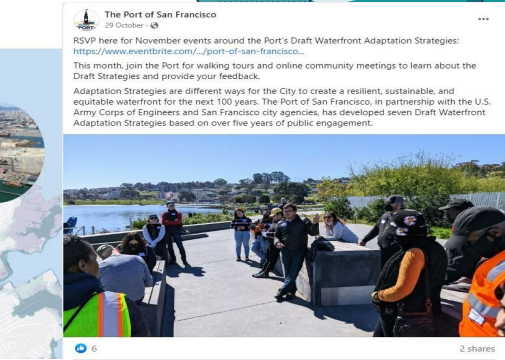 The Port of San Francisco
29 October ·
RSVP here for November events around the Port's Draft Waterfront Adaptation Strategies:
https://www.eventbrite.com/.../port-of-san-francisco...
This month, join the Port for walking tours and online community meetings to learn about the
Draft Strategies and provide your feedback.
Adaptation Strategies are different ways for the City to create a resilient, sustainable, and
equitable waterfront for the next 100 years. The Port of San Francisco, in partnership with the U.S.
Army Corps of Engineers and San Francisco city agencies, has developed seven Draft Waterfront
Adaptation Strategies based on over five years of public engagement.
6
2 shares